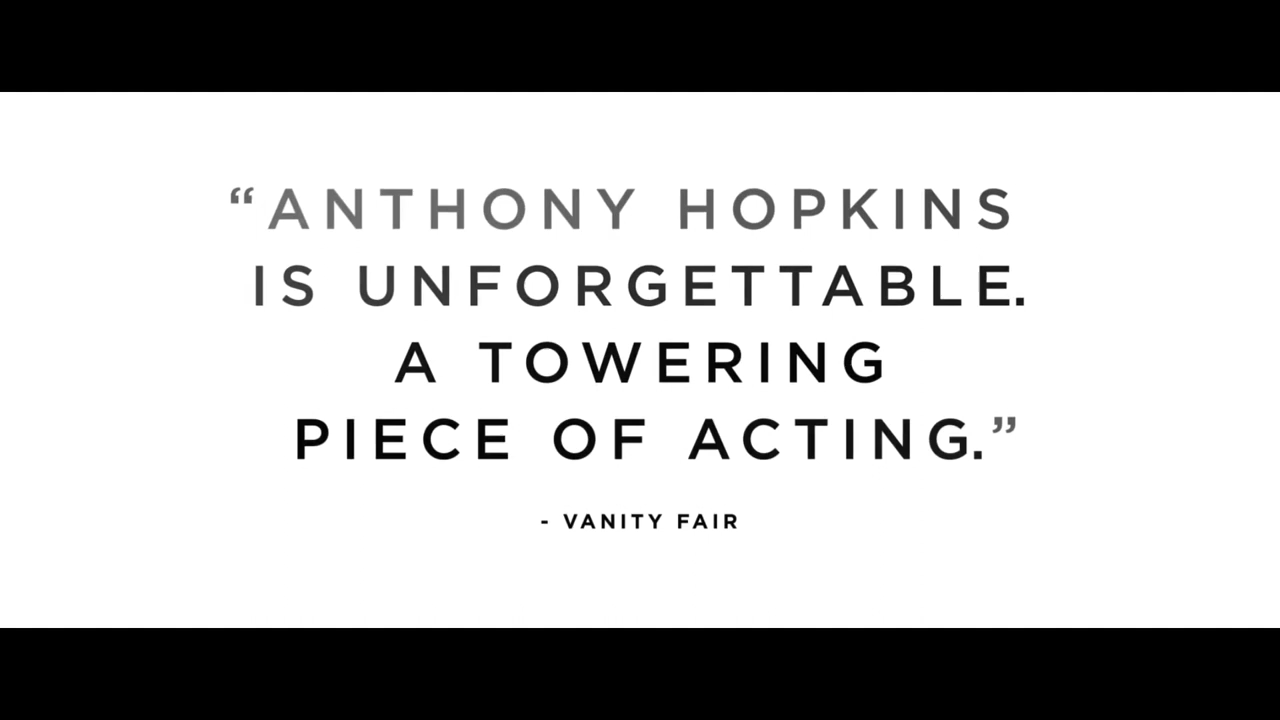 “ANTHONY HOPKINS
IS UNFORGETTABLE.
A TOWERING
PIECE OF ACTING.”
- VANITY FAIR